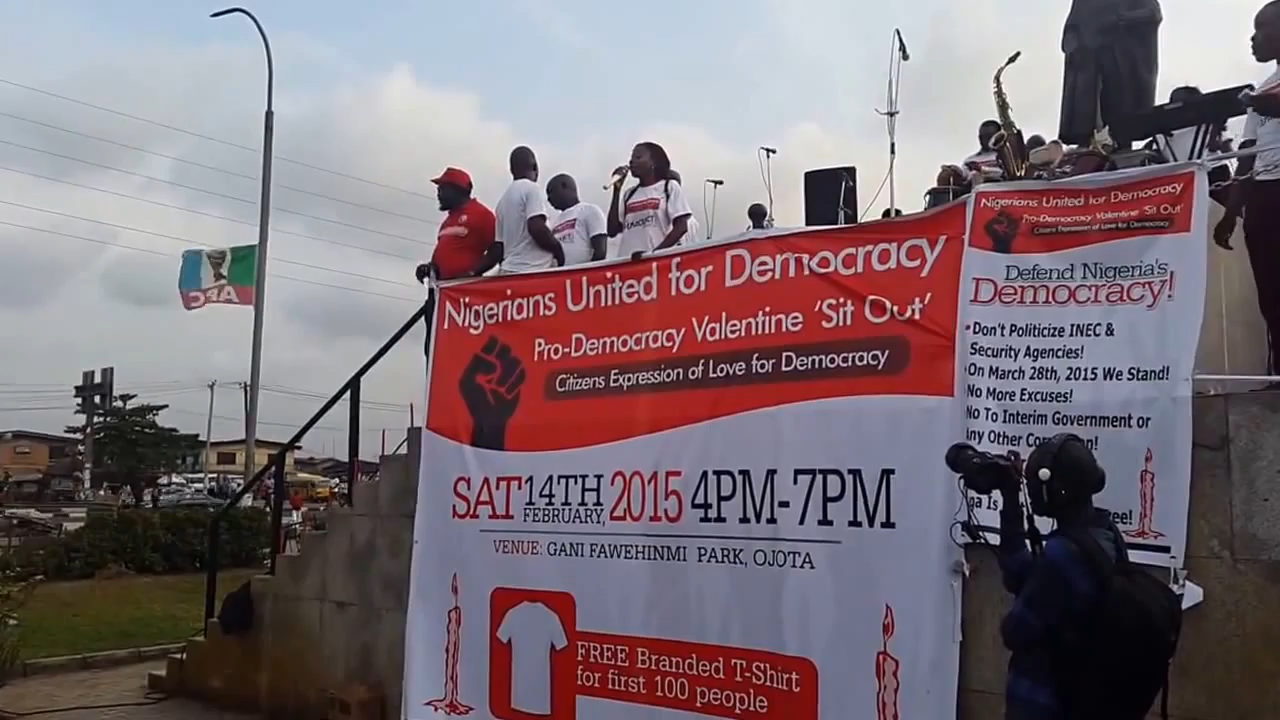 APC
Nigerians United for Democracy
Pro-Democracy Valentine 'Sit Out'
Citizens Expression of Love for Democracy
SAT 14TH FEBRUARY, 2015 4PM-7PM
VENUE: GANI FAWEHINMI PARK, OJOTA
FREE Branded T-Shirt
for first 100 people
Nigerians United for Democracy
Pro-Democracy Valentine 'Sit Out'
Citizens Expression of Love for Democracy
Defend Nigeria's
Democracy!
Don't Politicize INEC &
Security Agencies!
On March 28th, 2015 We Stand!
No More Excuses!
No To Interim Government or
Other